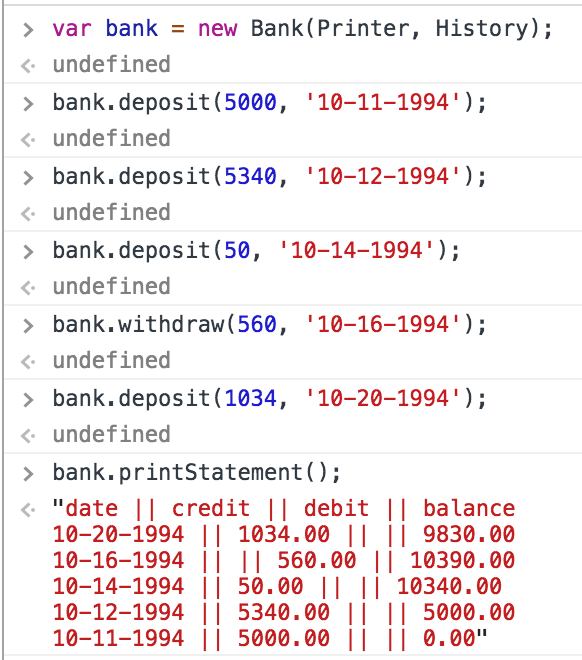 > var bank = new Bank(Printer, History);
< undefined
> bank.deposit(5000, '10-11-1994');
< undefined
> bank.deposit(5340, '10-12-1994');
< undefined
> bank.deposit(50, '10-14-1994');
< undefined
> bank.withdraw(560, '10-16-1994');
< undefined
> bank.deposit(1034, '10-20-1994');
< undefined
> bank.printStatement();
< "date || credit || debit || balance
10-20-1994 || 1034.00 || || 9830.00
10-16-1994 || || 560.00 || 10390.00
10-14-1994 || 50.00 || || 10340.00
10-12-1994 || 5340.00 || || 5000.00
10-11-1994 || 5000.00 || || 0.00"